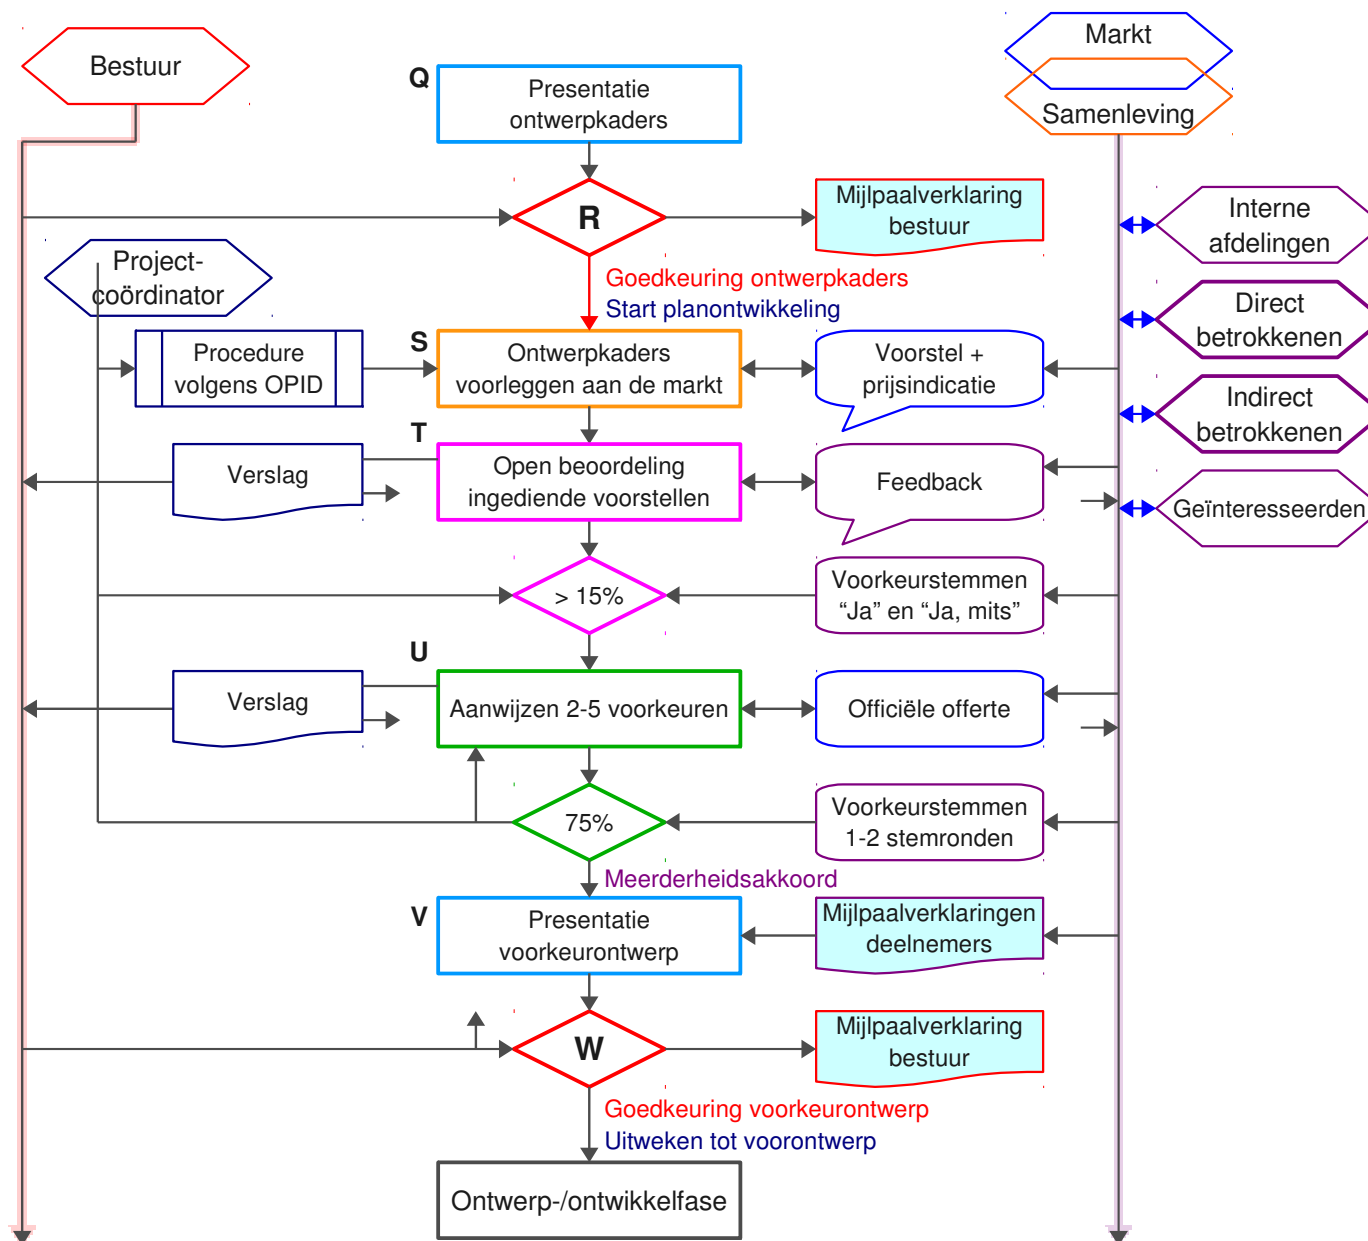 Bestuur
Markt
Samenleving
Q
Presentatie
ontwerpkaders
R
Mijlpaalverklaring
bestuur
Interne
afdelingen
Project-
coördinator
Goedkeuring ontwerpkaders
Start planontwikkeling
Direct
betrokkenen
Procedure
volgens OPID
S
Ontwerpkaders
voorleggen aan de markt
Voorstel +
prijsindicatie
Indirect
betrokkenen
Verslag
T
Open beoordeling
ingediende voorstellen
Feedback
Geïnteresseerden
> 15%
Voorkeurstemmen
“Ja” en “Ja, mits”
Verslag
U
Aanwijzen 2-5 voorkeuren
Officiële offerte
75%
Voorkeurstemmen
1-2 stemronden
Meerderheidsakkoord
V
Presentatie
voorkeurontwerp
Mijlpaalverklaringen
deelnemers
W
Mijlpaalverklaring
bestuur
Goedkeuring voorkeurontwerp
Uitweken tot voorontwerp
Ontwerp-/ontwikkelfase